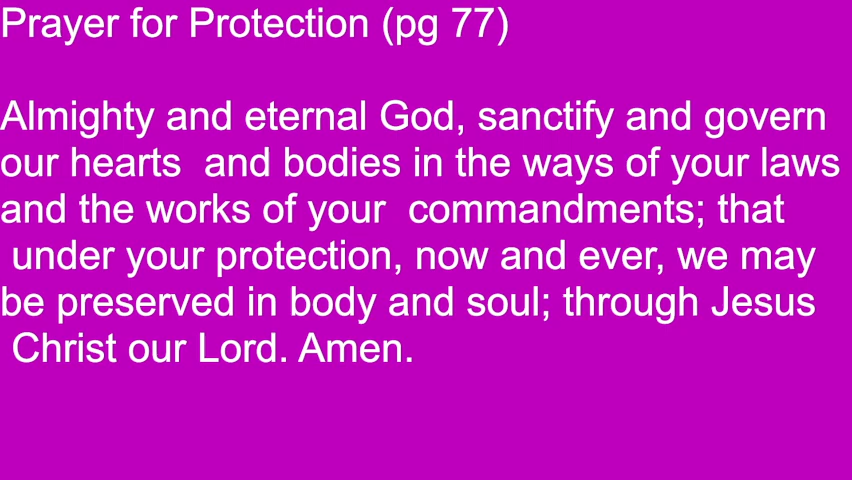 Prayer for Protection (pg 77)
Almighty and eternal God, sanctify and govern
our hearts  and bodies in the ways of your laws
and the works of your  commandments; that
under your protection, now and ever, we may
be preserved in body and soul; through Jesus
Christ our Lord. Amen.